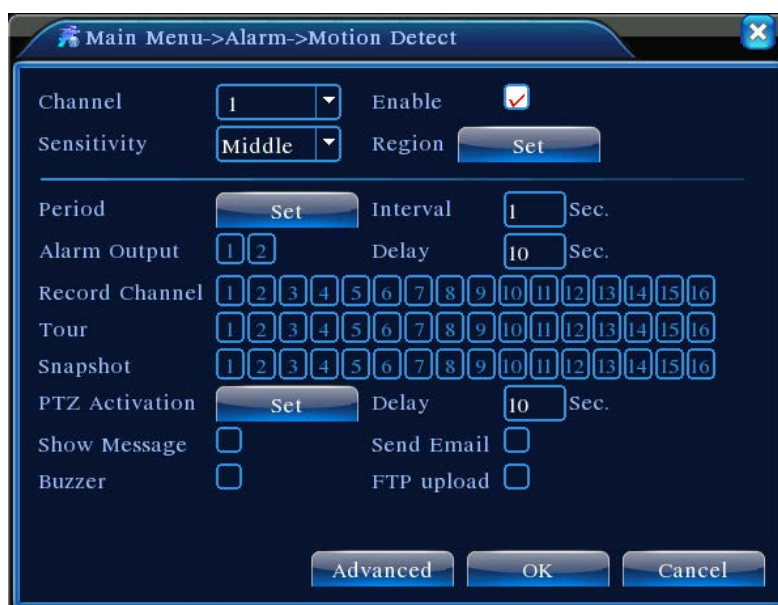 Main Menu->Alarm->Motion Detect
Channel 1 Enable
Sensitivity Middle Region Set
Period Set Interval 1 Sec.
Alarm Output 1 2 Delay 10 Sec.
Record Channel 1 2 3 4 5 6 7 8 9 10 11 12 13 14 15 16
Tour 1 2 3 4 5 6 7 8 9 10 11 12 13 14 15 16
Snapshot 1 2 3 4 5 6 7 8 9 10 11 12 13 14 15 16
PTZ Activation Set Delay 10 Sec.
Show Message Send Email
Buzzer FTP upload
Advanced OK Cancel